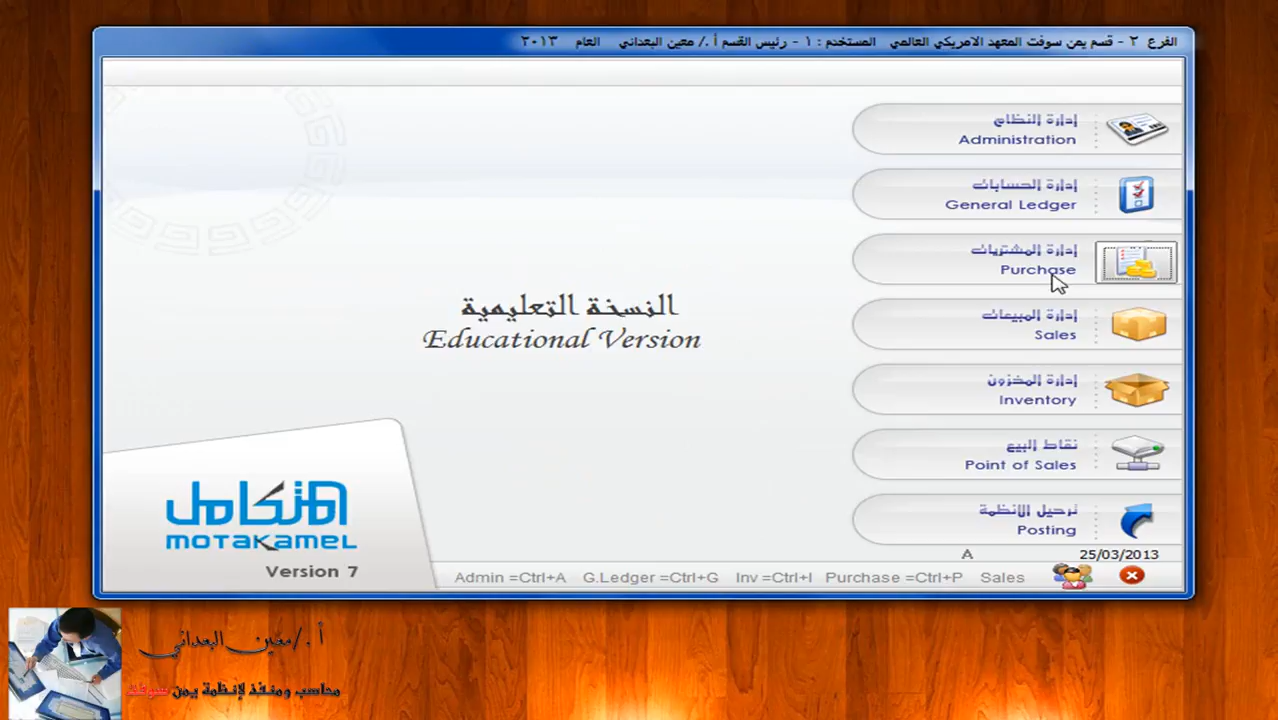 الفرع ٢ - قسم يمن سوفت المعهد الامريكي العالمي المستخدم : ١ - رئيس القسم أ ./ معين البعداني العام ٢٠١٣
إدارة النظام
Administration
إدارة الحسابات
General Ledger
إدارة المشتريات
Purchase
النسخة التعليمية
Educational Version
إدارة المبيعات
Sales
إدارة المخزون
Inventory
نقاط البيع
Point of Sales
ترحيل الانظمة
Posting
المتكامل
MOTAKAMEL
Version 7
A 25/03/2013
Admin =Ctrl+A G.Ledger =Ctrl+G Inv =Ctrl+I Purchase =Ctrl+P Sales
أ ./معين البعداني
محاسب ومنفذ لإنظمة يمن سوفت